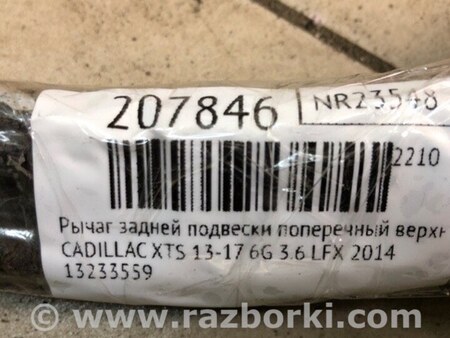 207846
NR23548
2210
Рычаг задней подвески поперечный верхн
CADILLAC XTS 13-17 6G 3.6 LFX 2014
13233559
© www.razborki.com